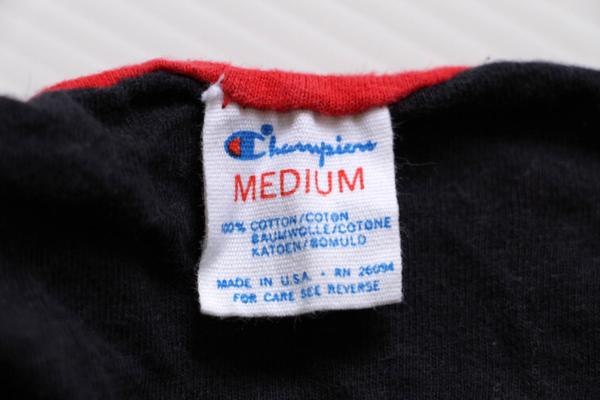 Champion
MEDIUM
100% COTTON/COTON
BAUMWOLLE/COTONE
KATOEN/BOMULD
MADE IN U.S.A. · RN 26094
FOR CARE SEE REVERSE